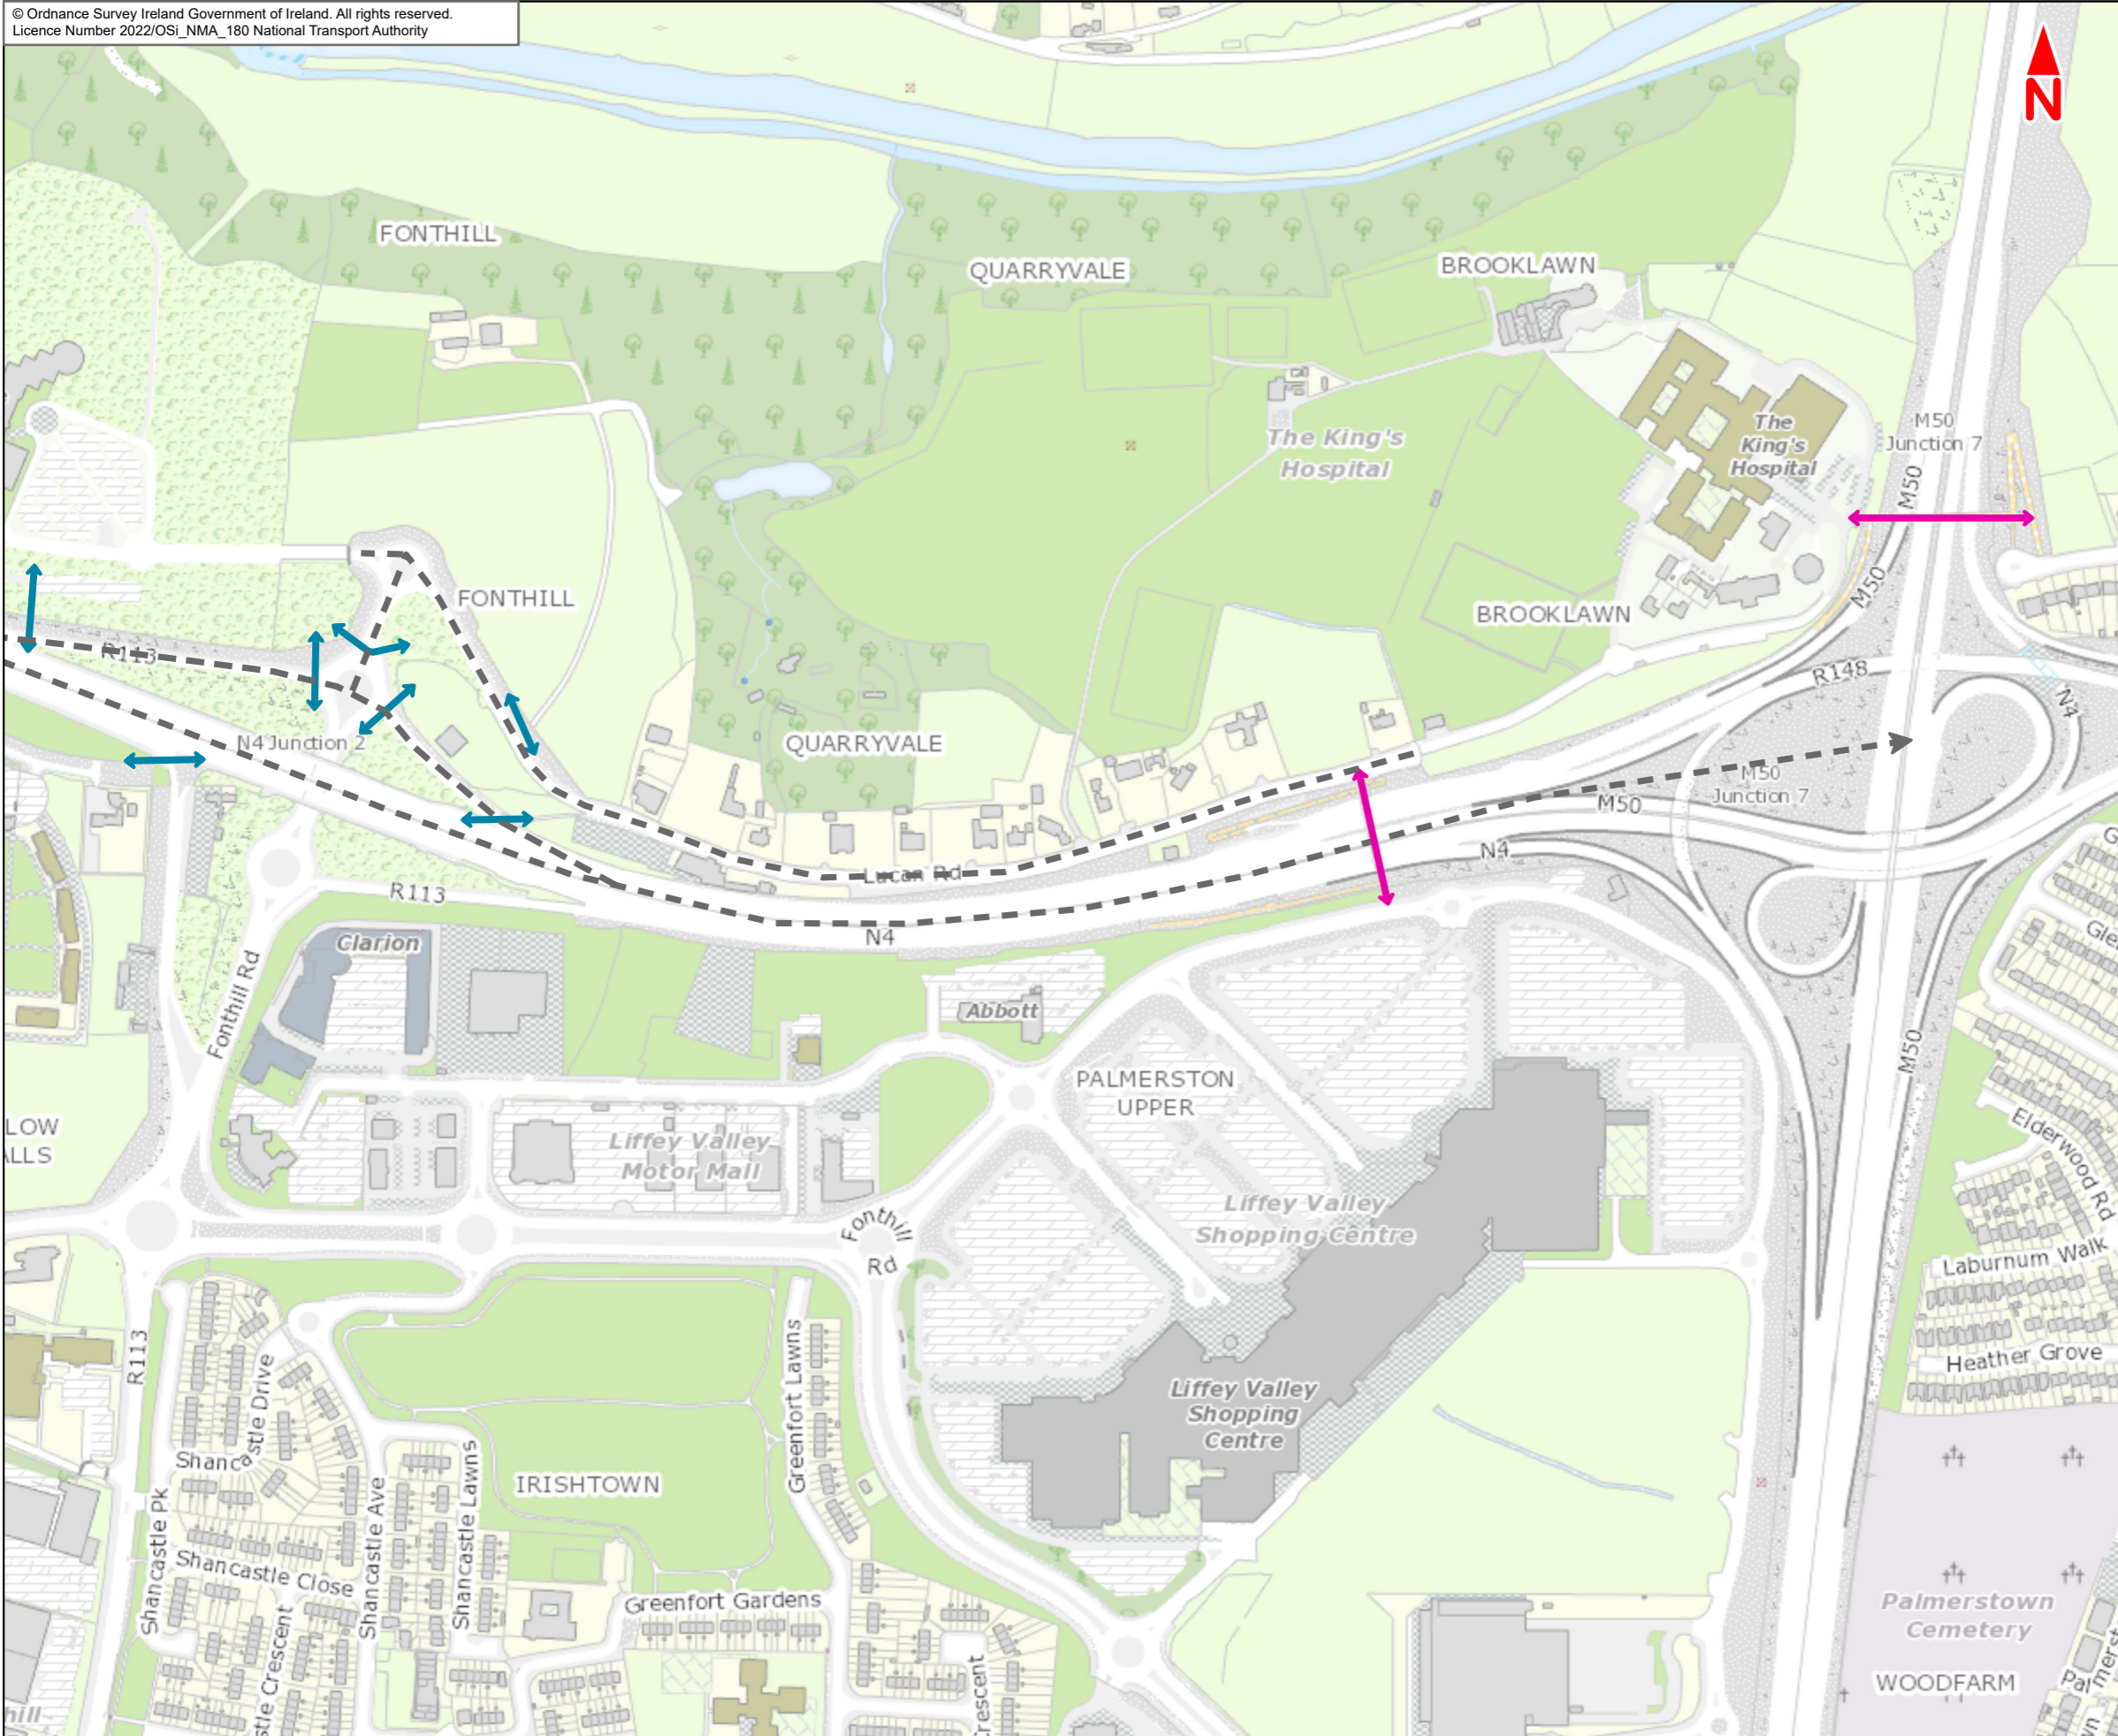 © Ordnance Survey Ireland Government of Ireland. All rights reserved.
Licence Number 2022/OSi_NMA_180 National Transport Authority
N
FONTHILL
QUARRYVALE
BROOKLAWN
The King's
Hospital
The
King's
Hospital
M50
Junction 7
M50
M50
FONTHILL
BROOKLAWN
R113
R148
N4
N4 Junction 2
QUARRYVALE
M50
Junction 7
M50
N4
Lucan Rd
R113
N4
Clarion
Fonthill Rd
Abbott
M50
PALMERSTON
UPPER
LOW
ALLS
Liffey Valley
Motor Mall
Elderwood Rd
Liffey Valley
Shopping Centre
Fonthill
Rd
Laburnum Walk
R113
Heather Grove
Shancastle Drive
Greenfort Lawns
Liffey Valley
Shopping
Centre
IRISHTOWN
Shancastle Pk
Shancastle Ave
Shancastle Lawns
Shancastle Close
Greenfort Gardens
Palmerstown
Cemetery
WOODFARM
stle Crescent
Crescent
hill